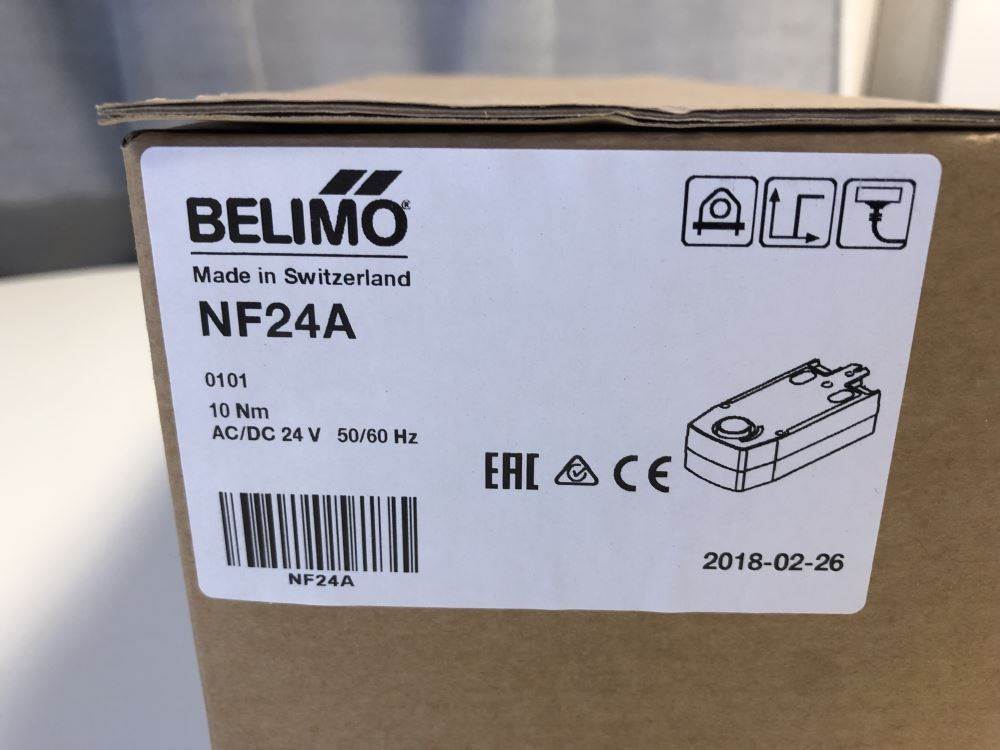 BELIMO®
Made in Switzerland
NF24A
0101
10 Nm
AC/DC 24 V 50/60 Hz
EAC CE
NF24A
2018-02-26